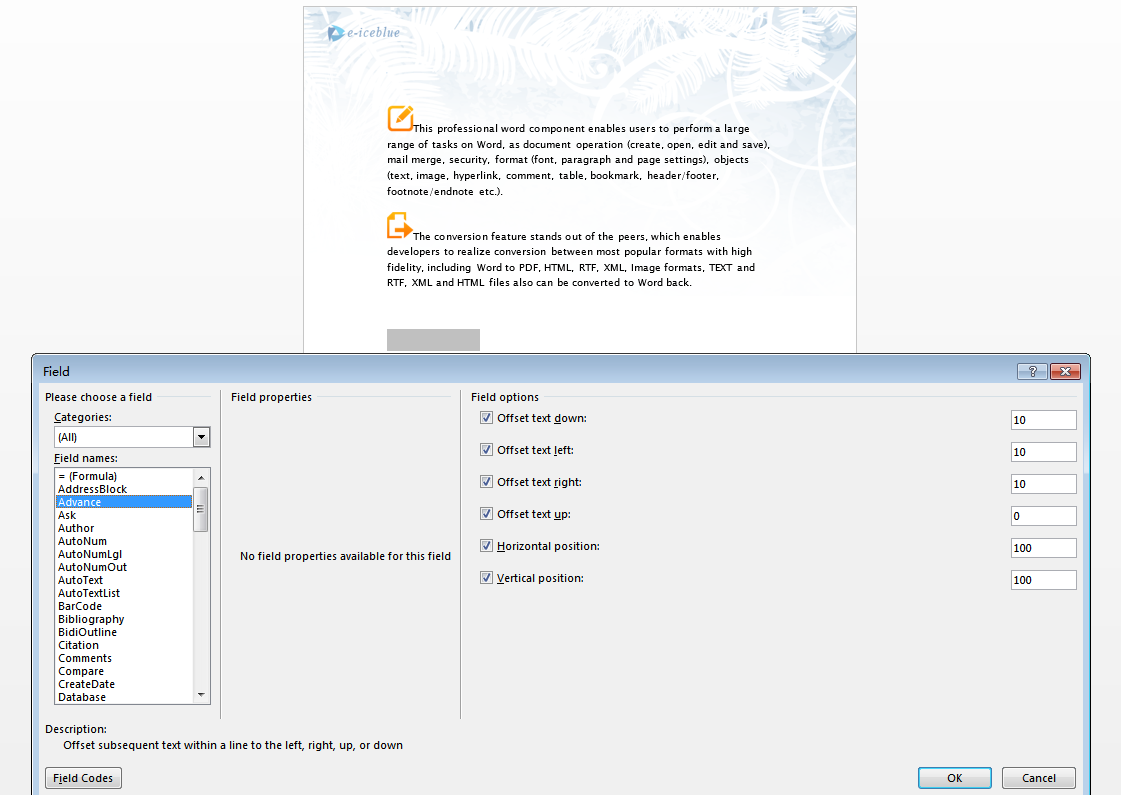 e-iceblue
This professional word component enables users to perform a large
range of tasks on Word, as document operation (create, open, edit and save),
mail merge, security, format (font, paragraph and page settings), objects
(text, image, hyperlink, comment, table, bookmark, header/footer,
footnote/endnote etc.).
The conversion feature stands out of the peers, which enables
developers to realize conversion between most popular formats with high
fidelity, including Word to PDF, HTML, RTF, XML, Image formats, TEXT and
RTF, XML and HTML files also can be converted to Word back.
Field
?
Please choose a field
Categories:
(All)
Field names:
= (Formula)
AddressBlock
Advance
Ask
Author
AutoNum
AutoNumLgl
AutoNumOut
AutoText
AutoTextList
BarCode
Bibliography
BidiOutline
Citation
Comments
Compare
CreateDate
Database
Field properties
No field properties available for this field
Field options
Offset text down: 10
Offset text left: 10
Offset text right: 10
Offset text up: 0
Horizontal position: 100
Vertical position: 100
Description:
Offset subsequent text within a line to the left, right, up, or down
Field Codes
OK
Cancel